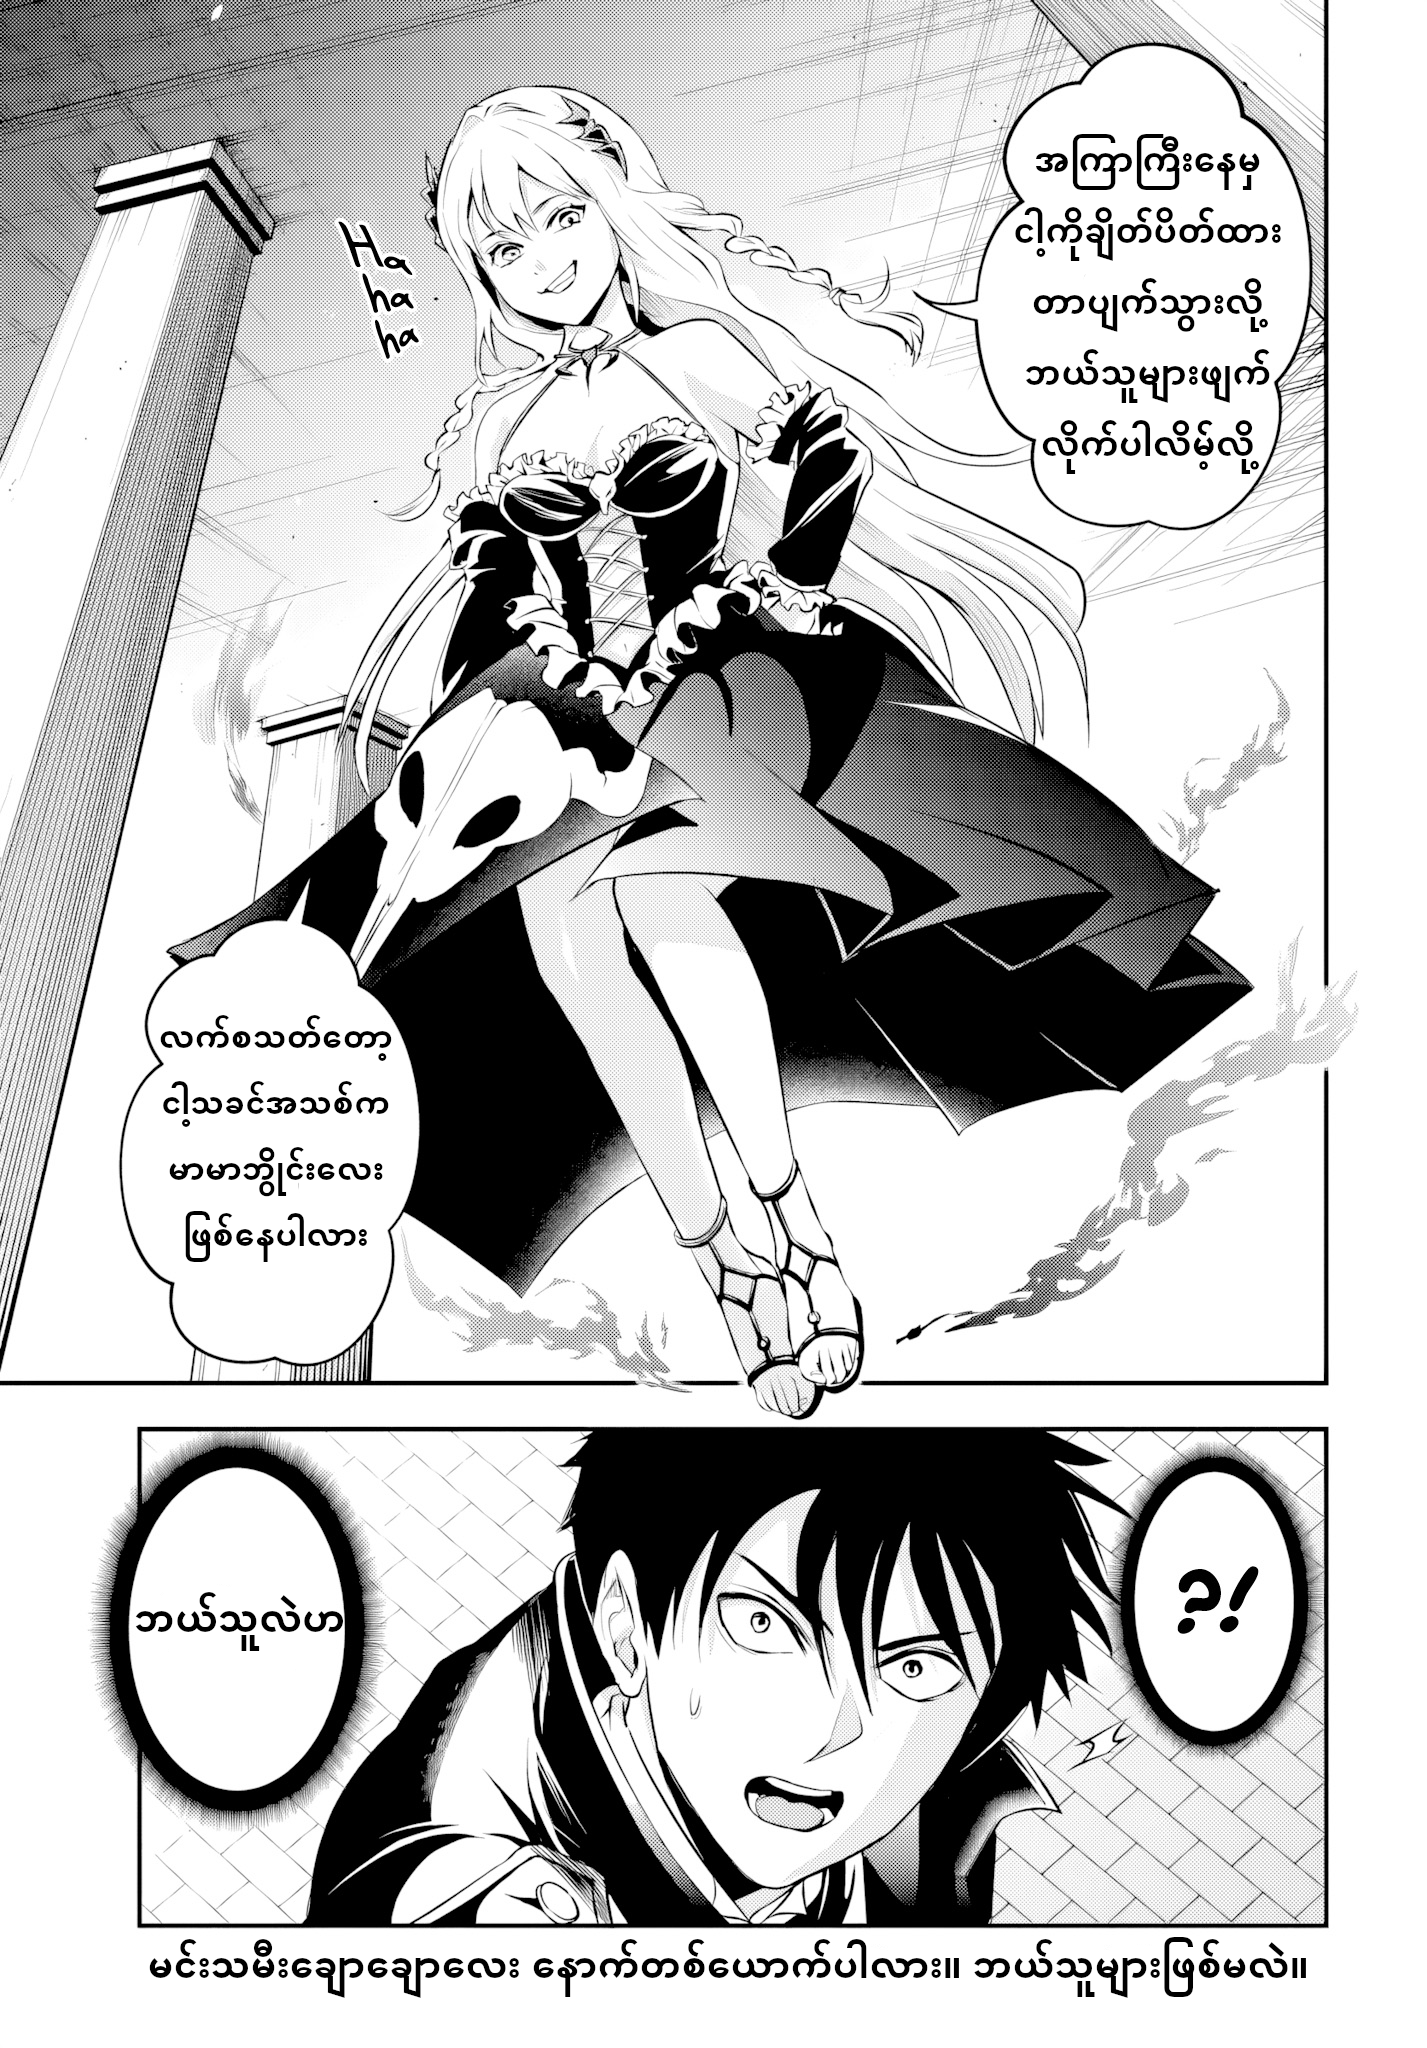 အကြာကြီးနေမှ
ငါ့ကိုချိတ်ပိတ်ထား
တာပျက်သွားလို့
ဘယ်သူများဖျက်
လိုက်ပါလိမ့်လို့
Ha
ha
ha
လက်စသတ်တော့
ငါ့သခင်အသစ်က
မာမာဘွိုင်းလေး
ဖြစ်နေပါလား
?!
ဘယ်သူလဲဟ
မင်းသမီးချောချောလေး နောက်တစ်ယောက်ပါလား။ ဘယ်သူများဖြစ်မလဲ။